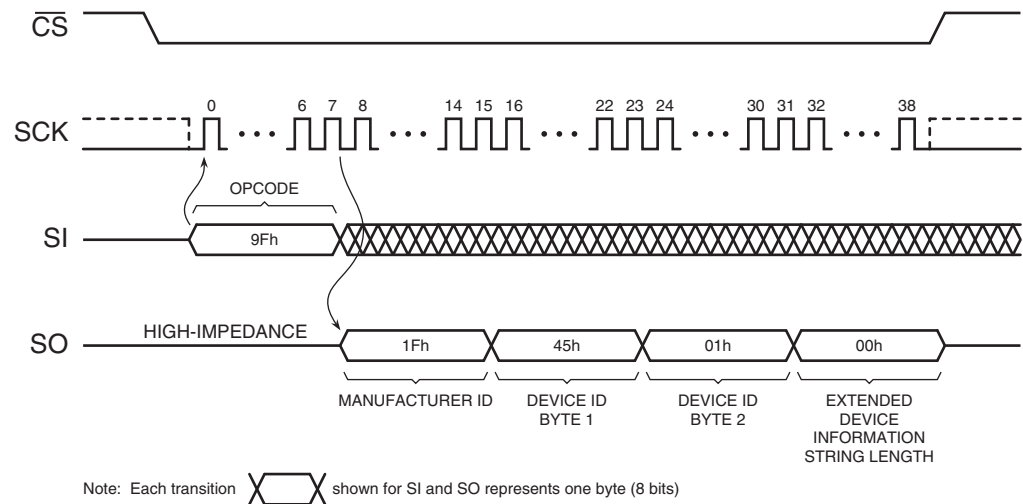 CS
0 6 7 8 14 15 16 22 23 24 30 31 32 38
SCK
OPCODE
SI
9Fh
HIGH-IMPEDANCE
SO
1Fh 45h 01h 00h
MANUFACTURER ID
DEVICE ID
BYTE 1
DEVICE ID
BYTE 2
EXTENDED
DEVICE
INFORMATION
STRING LENGTH
Note: Each transition shown for SI and SO represents one byte (8 bits)